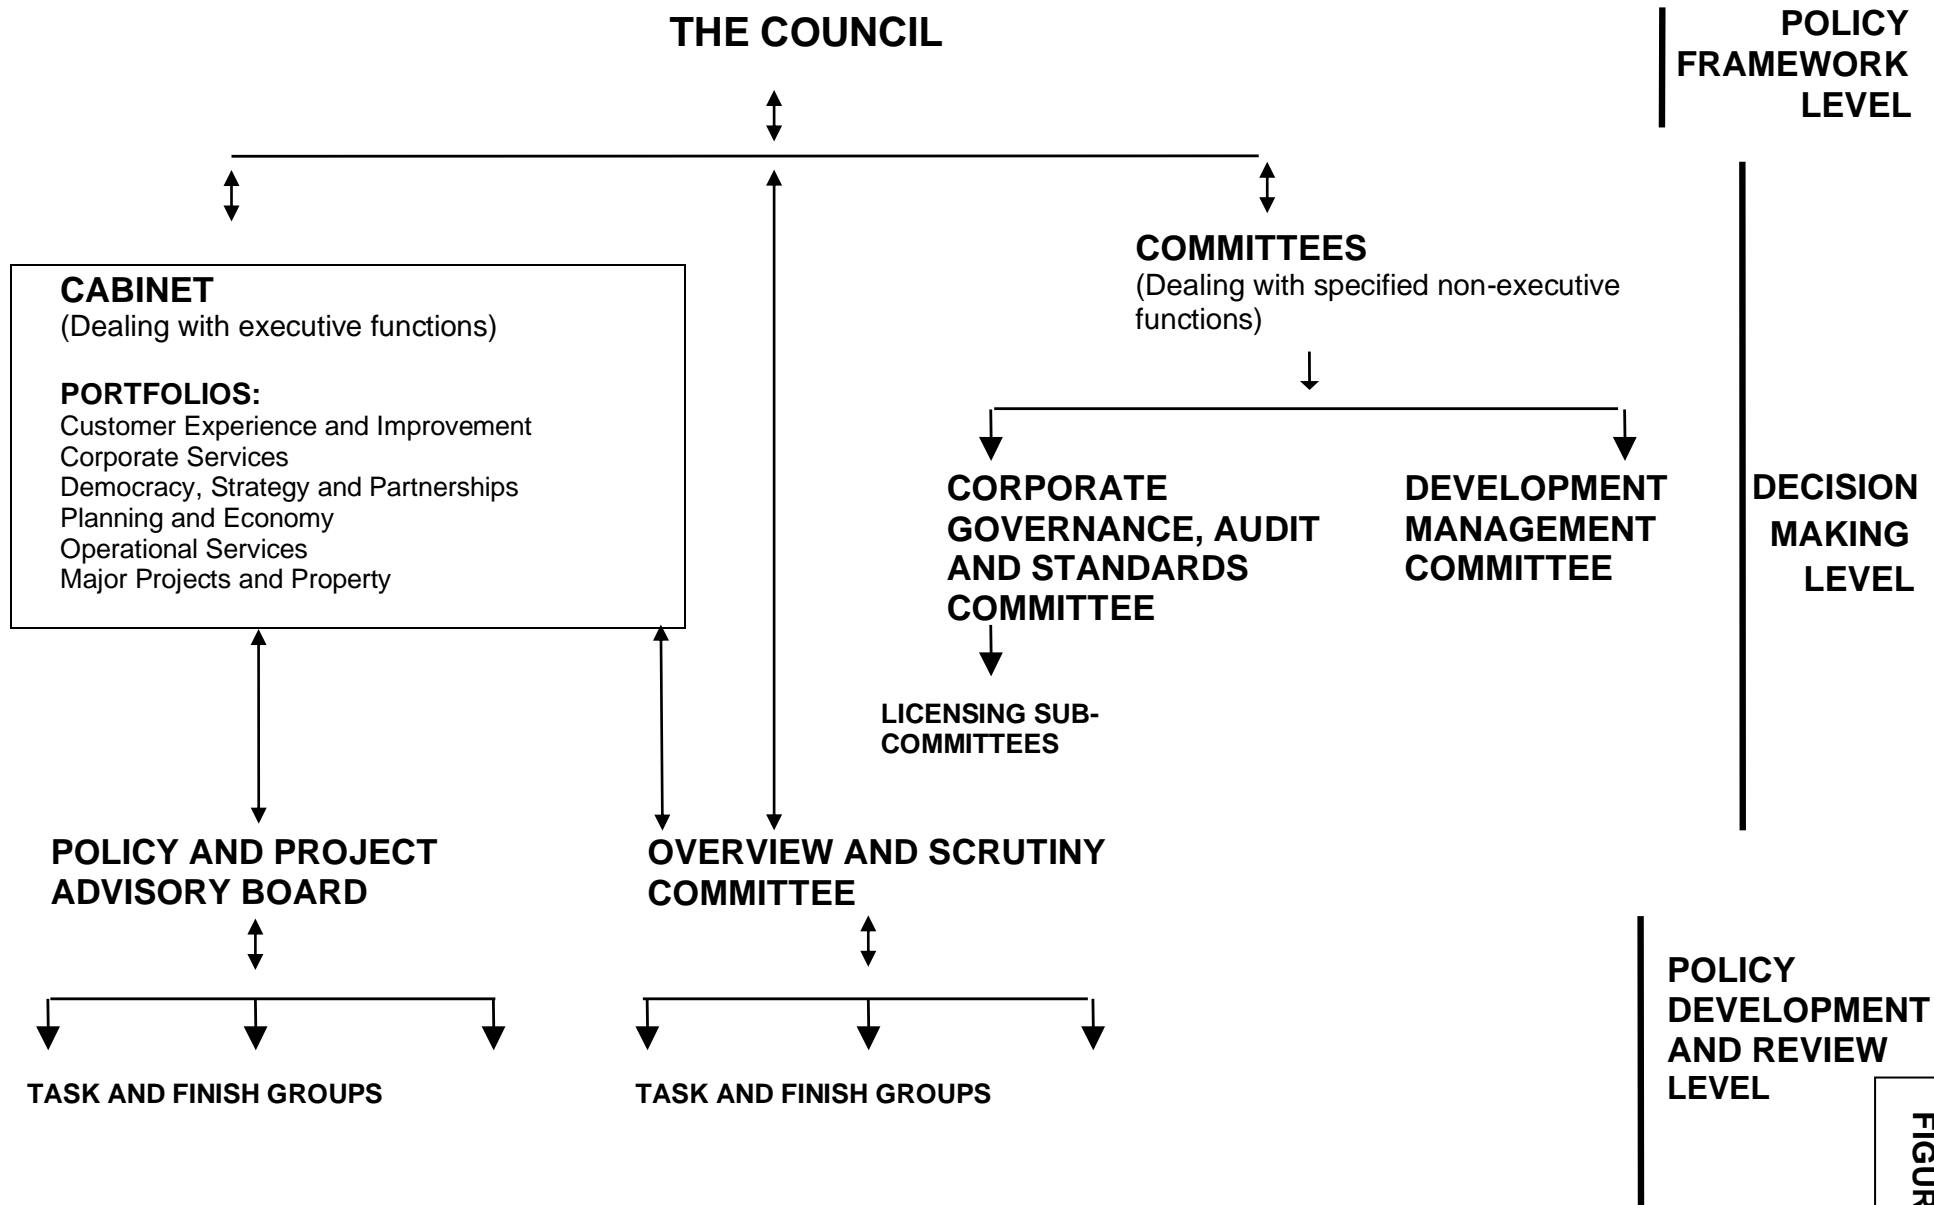 THE COUNCIL
POLICY
FRAMEWORK
LEVEL
CABINET
(Dealing with executive functions)
PORTFOLIOS:
Customer Experience and Improvement
Corporate Services
Democracy, Strategy and Partnerships
Planning and Economy
Operational Services
Major Projects and Property
COMMITTEES
(Dealing with specified non-executive
functions)
CORPORATE
GOVERNANCE, AUDIT
AND STANDARDS
COMMITTEE
DEVELOPMENT
MANAGEMENT
COMMITTEE
LICENSING SUB-
COMMITTEES
DECISION
MAKING
LEVEL
POLICY AND PROJECT
ADVISORY BOARD
OVERVIEW AND SCRUTINY
COMMITTEE
TASK AND FINISH GROUPS
TASK AND FINISH GROUPS
POLICY
DEVELOPMENT
AND REVIEW
LEVEL